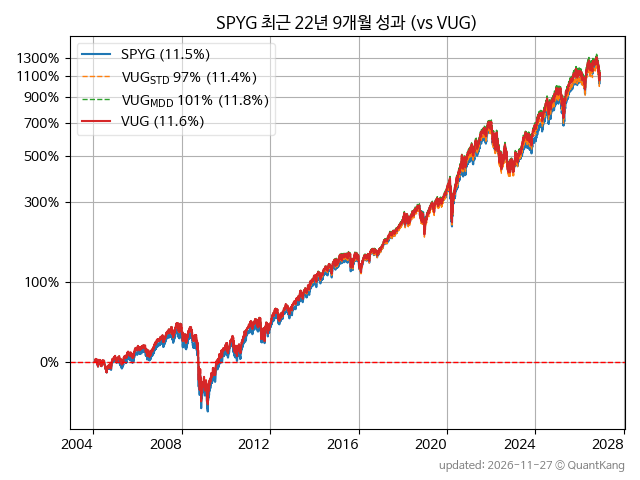 SPYG 최근 22년 9개월 성과 (vs VUG)
SPYG (11.5%)
VUG_STD 97% (11.4%)
VUG_MDD 101% (11.8%)
VUG (11.6%)
1300%
1100%
900%
700%
500%
300%
100%
0%
2004 2008 2012 2016 2020 2024 2028
updated: 2026-11-27 © QuantKang